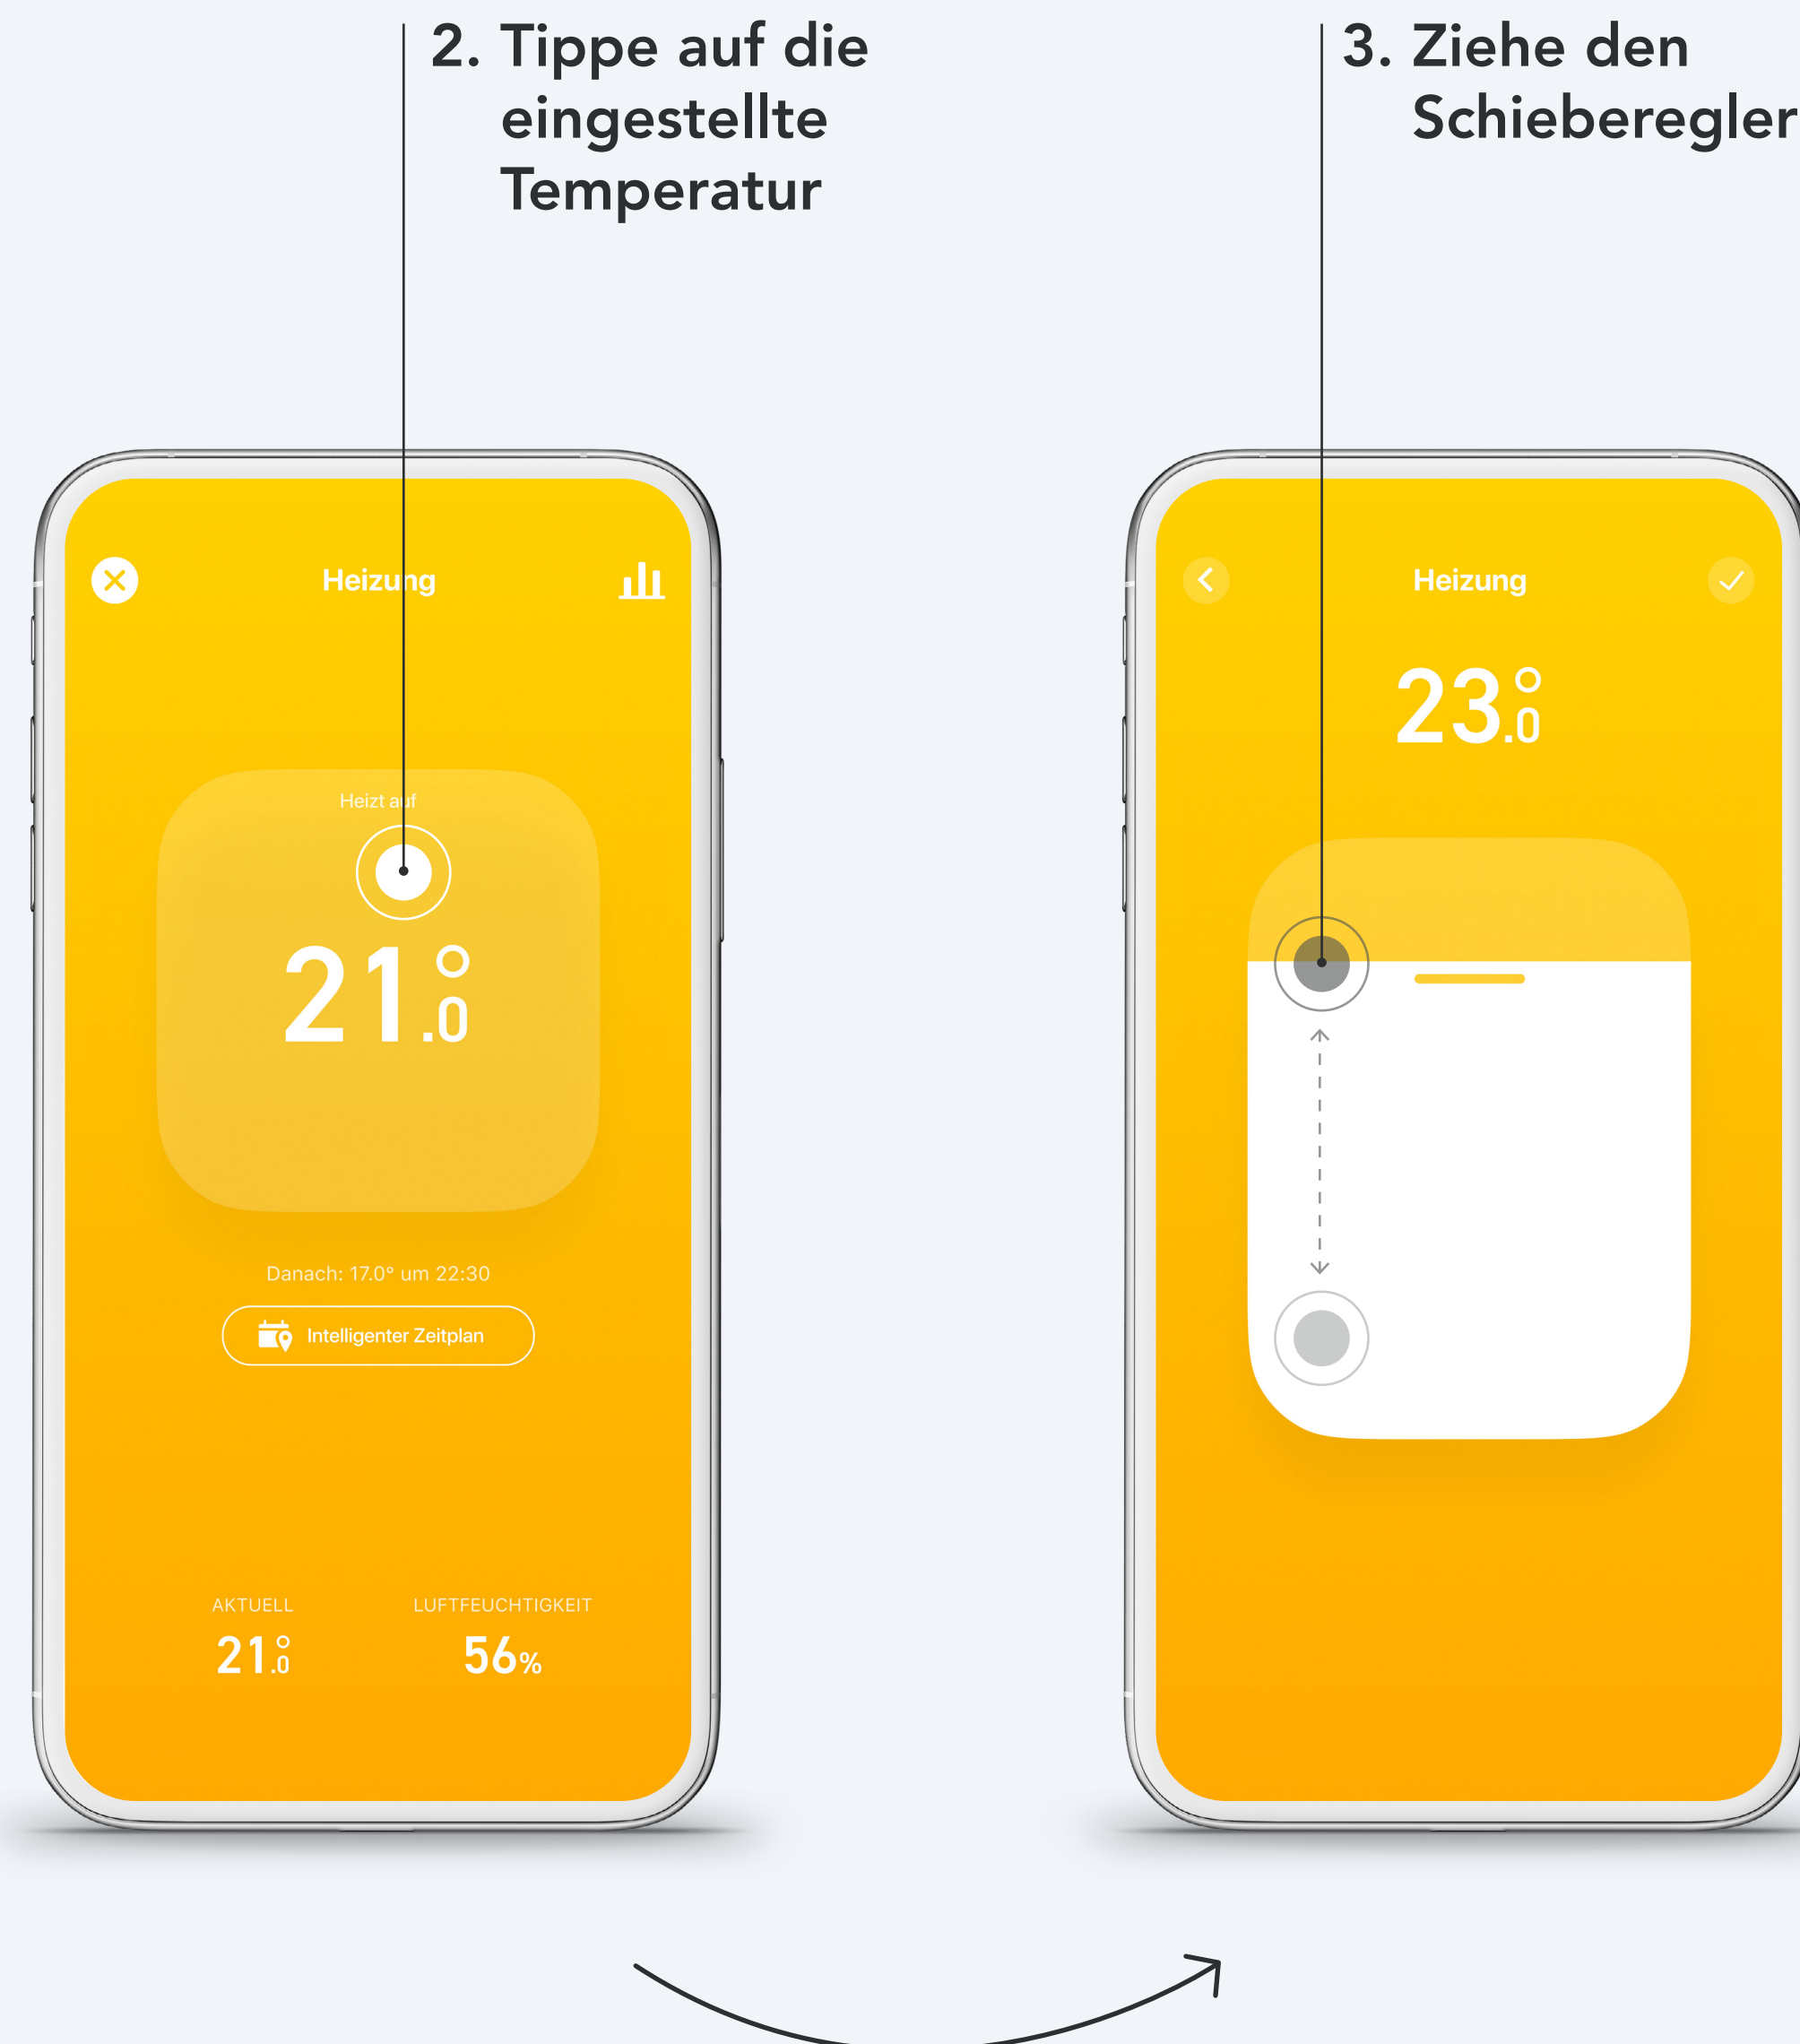 2. Tippe auf die
eingestellte
Temperatur
3. Ziehe den
Schieberegler
Heizung
Heizt auf
21.0°
Danach: 17.0° um 22:30
Intelligenter Zeitplan
AKTUELL
21.0°
LUFTFEUCHTIGKEIT
56%
Heizung
23.0°